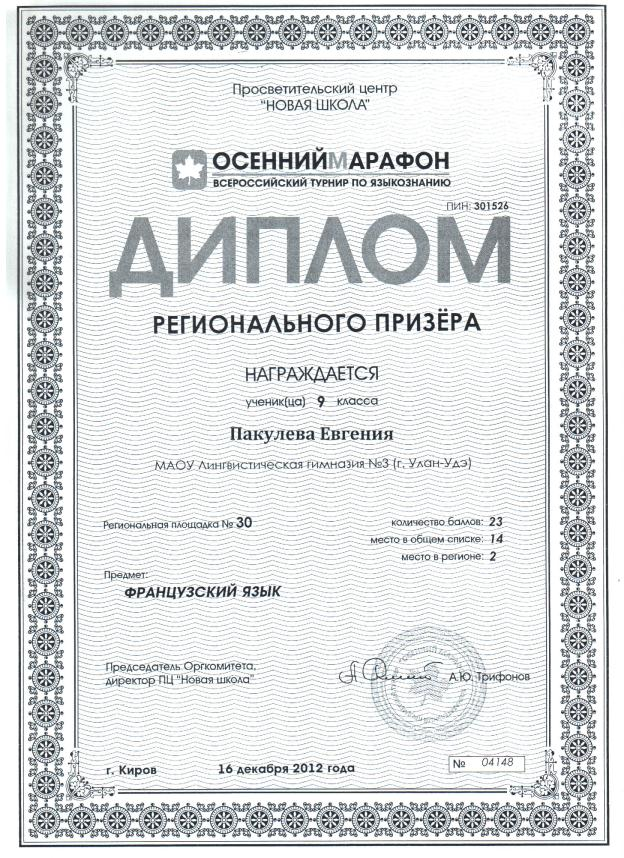 Просветительский центр
"НОВАЯ ШКОЛА"
ОСЕННИЙМАРАФОН
ВСЕРОССИЙСКИЙ ТУРНИР ПО ЯЗЫКОЗНАНИЮ
ПИН: 301526
ДИПЛОМ
РЕГИОНАЛЬНОГО ПРИЗЁРА
НАГРАЖДАЕТСЯ
ученик(ца) 9 класса
Пакулева Евгения
МАОУ Лингвистическая гимназия №3 (г. Улан-Удэ)
Региональная площадка № 30
количество баллов: 23
место в общем списке: 14
место в регионе: 2
Предмет:
ФРАНЦУЗСКИЙ ЯЗЫК
Председатель Оргкомитета,
директор ПЦ "Новая школа"
А.Ю. Трифонов
г. Киров
16 декабря 2012 года
№ 04148